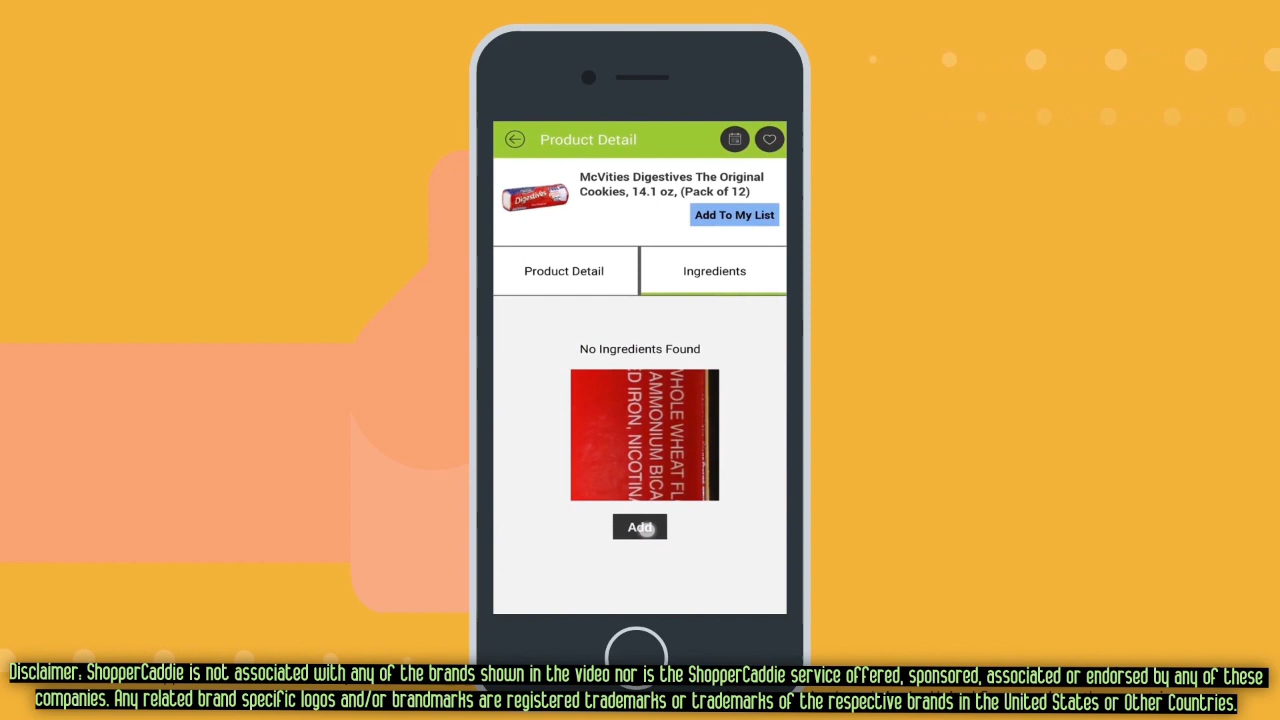 Product Detail
McVities Digestives The Original
Cookies, 14.1 oz, (Pack of 12)
Digestives
Add To My List
Product Detail
Ingredients
No Ingredients Found
WHOLE WHEAT FL
AMMONIUM BICA
CD IRON, NICOTINA
Add
Disclaimer: ShopperCaddie is not associated with any of the brands shown in the video nor is the ShopperCaddie service offered, sponsored, associated or endorsed by any of these
companies. Any related brand specific logos and/or brandmarks are registered trademarks or trademarks of the respective brands in the United States or Other Countries.